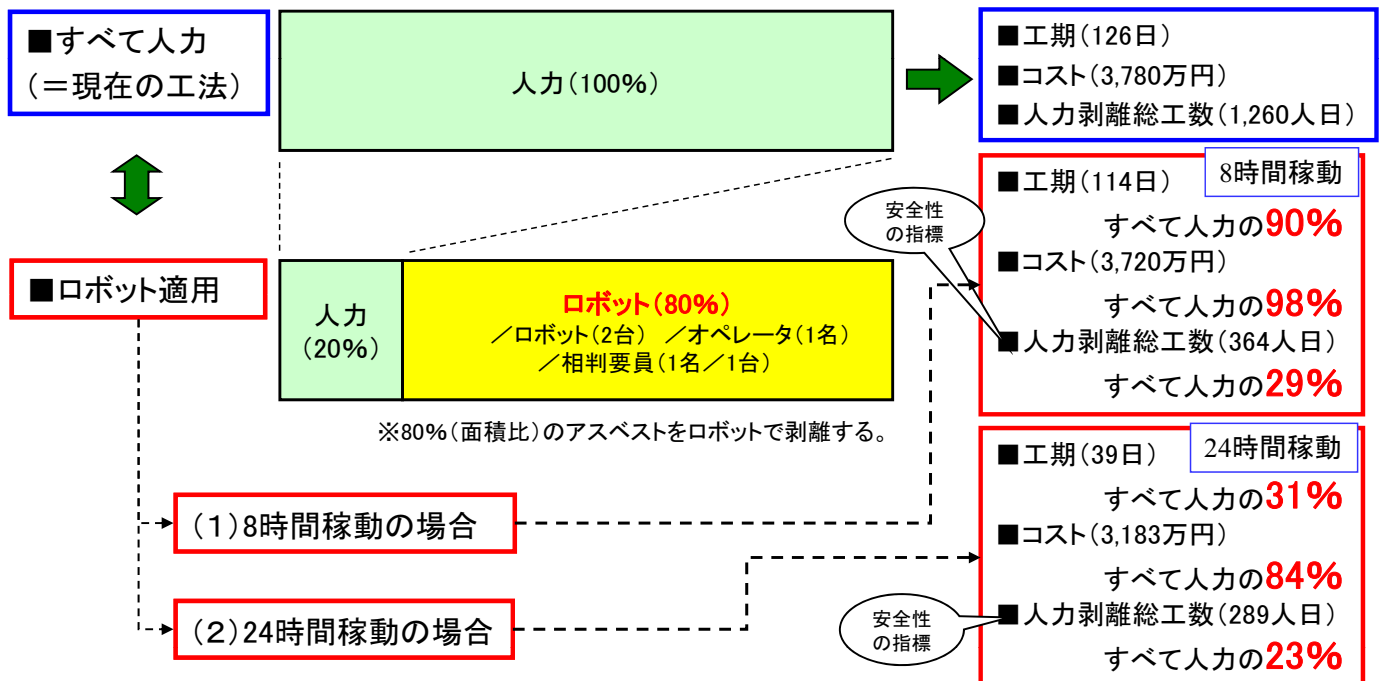 ■すべて人力
(=現在の工法)
人力(100%)
■工期(126日)
■コスト(3,780万円)
■人力剥離総工数(1,260人日)
■ロボット適用
人力
(20%)
ロボット(80%)
／ロボット(2台) ／オペレータ(1名)
／相判要員(1名／1台)
※80%(面積比)のアスベストをロボットで剥離する。
8時間稼動
■工期(114日)
すべて人力の90%
■コスト(3,720万円)
すべて人力の98%
安全性
の指標
■人力剥離総工数(364人日)
すべて人力の29%
(1)8時間稼動の場合
(2)24時間稼動の場合
24時間稼動
■工期(39日)
すべて人力の31%
■コスト(3,183万円)
すべて人力の84%
安全性
の指標
■人力剥離総工数(289人日)
すべて人力の23%